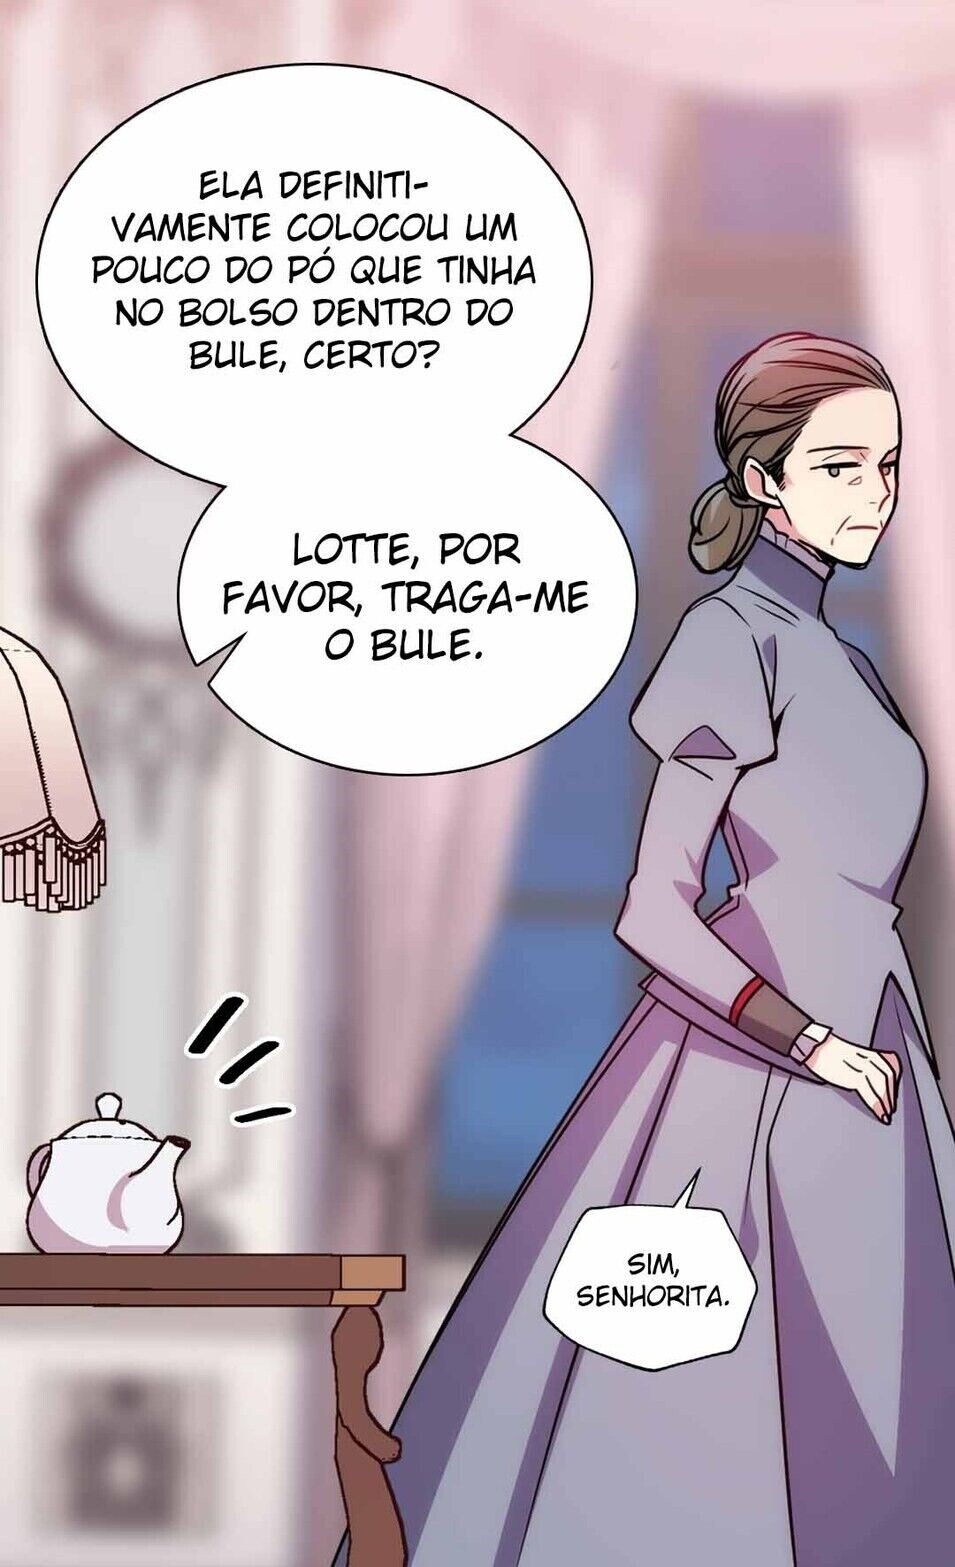 ELA DEFINITI-
VAMENTE COLOCOU UM
POUCO DO PÓ QUE TINHA
NO BOLSO DENTRO DO
BULE, CERTO?
LOTTE, POR
FAVOR, TRAGA-ME
O BULE.
SIM,
SENHORITA.